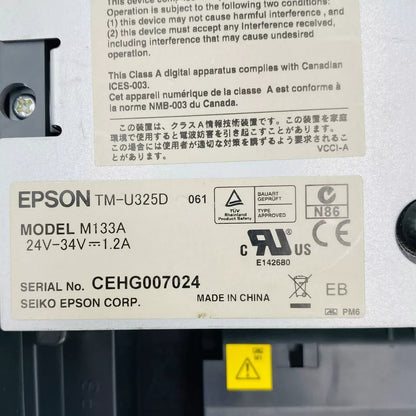 this device may not cause harmful interference , and
(2) this device must accept any Interference received,
including interference that may cause undesired
operation.
This Class A digital apparatus complies with Canadian
ICES-003.
Cet appareil numérique de la classe A est conforme à
la norme NMB-003 du Canada.
この装置は、クラスA情報技術装置です。この装置を家庭
環境で使用すると電波妨害を引き起こすことがあります。
この場合には使用者が適切な対策を講ずるよう要求され
ることがあります。
VCCI-A
EPSON TM-U325D 061
TÜV
Rheinland
Product Safety
BAUART
GEPRÜFT
TYPE
APPROVED
N86
MODEL M133A
24V-34V⎓1.2A
C UL US
E142680
CE
SERIAL No. CEHG007024
SEIKO EPSON CORP.
MADE IN CHINA
EB
PM6